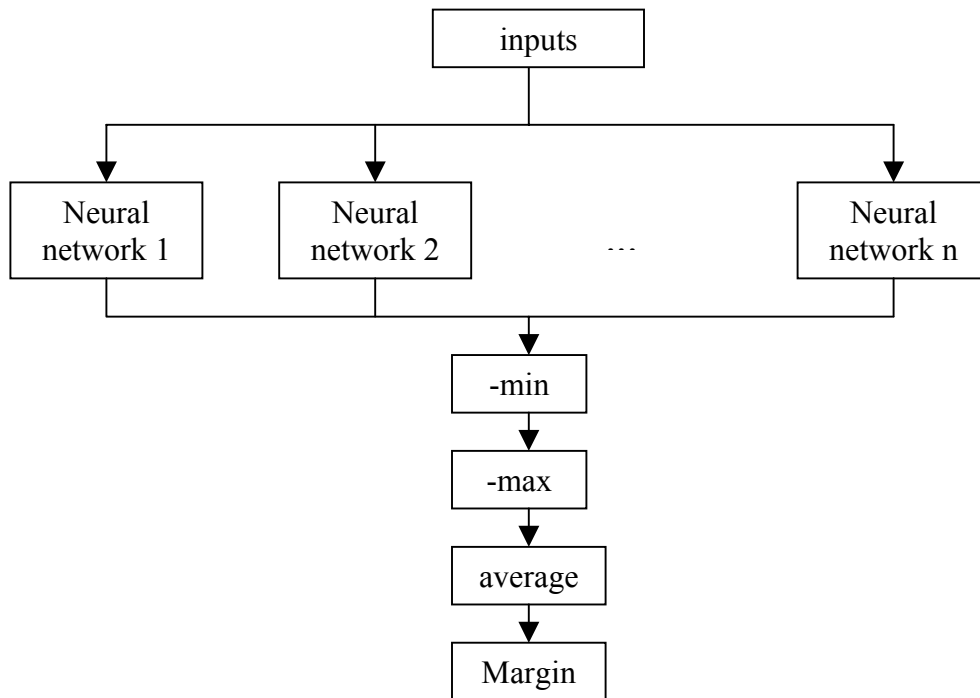 inputs
Neural
network 1
Neural
network 2
...
Neural
network n
-min
-max
average
Margin